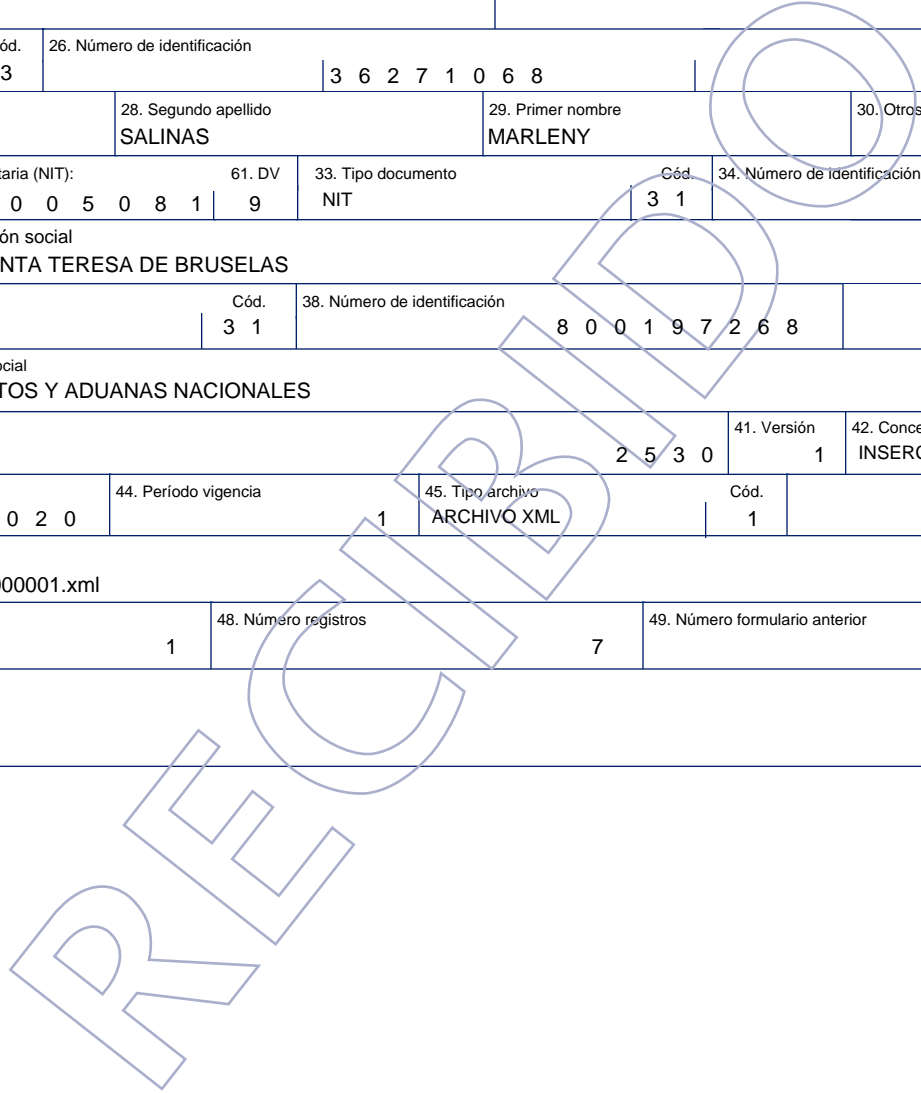 ód. 26. Número de identificación
3 3 6 2 7 1 0 6 8
28. Segundo apellido 29. Primer nombre 30. Otros
SALINAS MARLENY
taria (NIT): 61. DV 33. Tipo documento Cód. 34. Número de identificación
0 0 5 0 8 1 9 NIT 3 1
ón social
NTA TERESA DE BRUSELAS
Cód. 38. Número de identificación
3 1 8 0 0 1 9 7 2 6 8
ocial
TOS Y ADUANAS NACIONALES
41. Versión 42. Conce
2 5 3 0 1 INSERC
44. Período vigencia 45. Tipo archivo Cód.
0 2 0 1 ARCHIVO XML 1
000001.xml
48. Número registros 49. Número formulario anterior
1 7
RECIBIDO